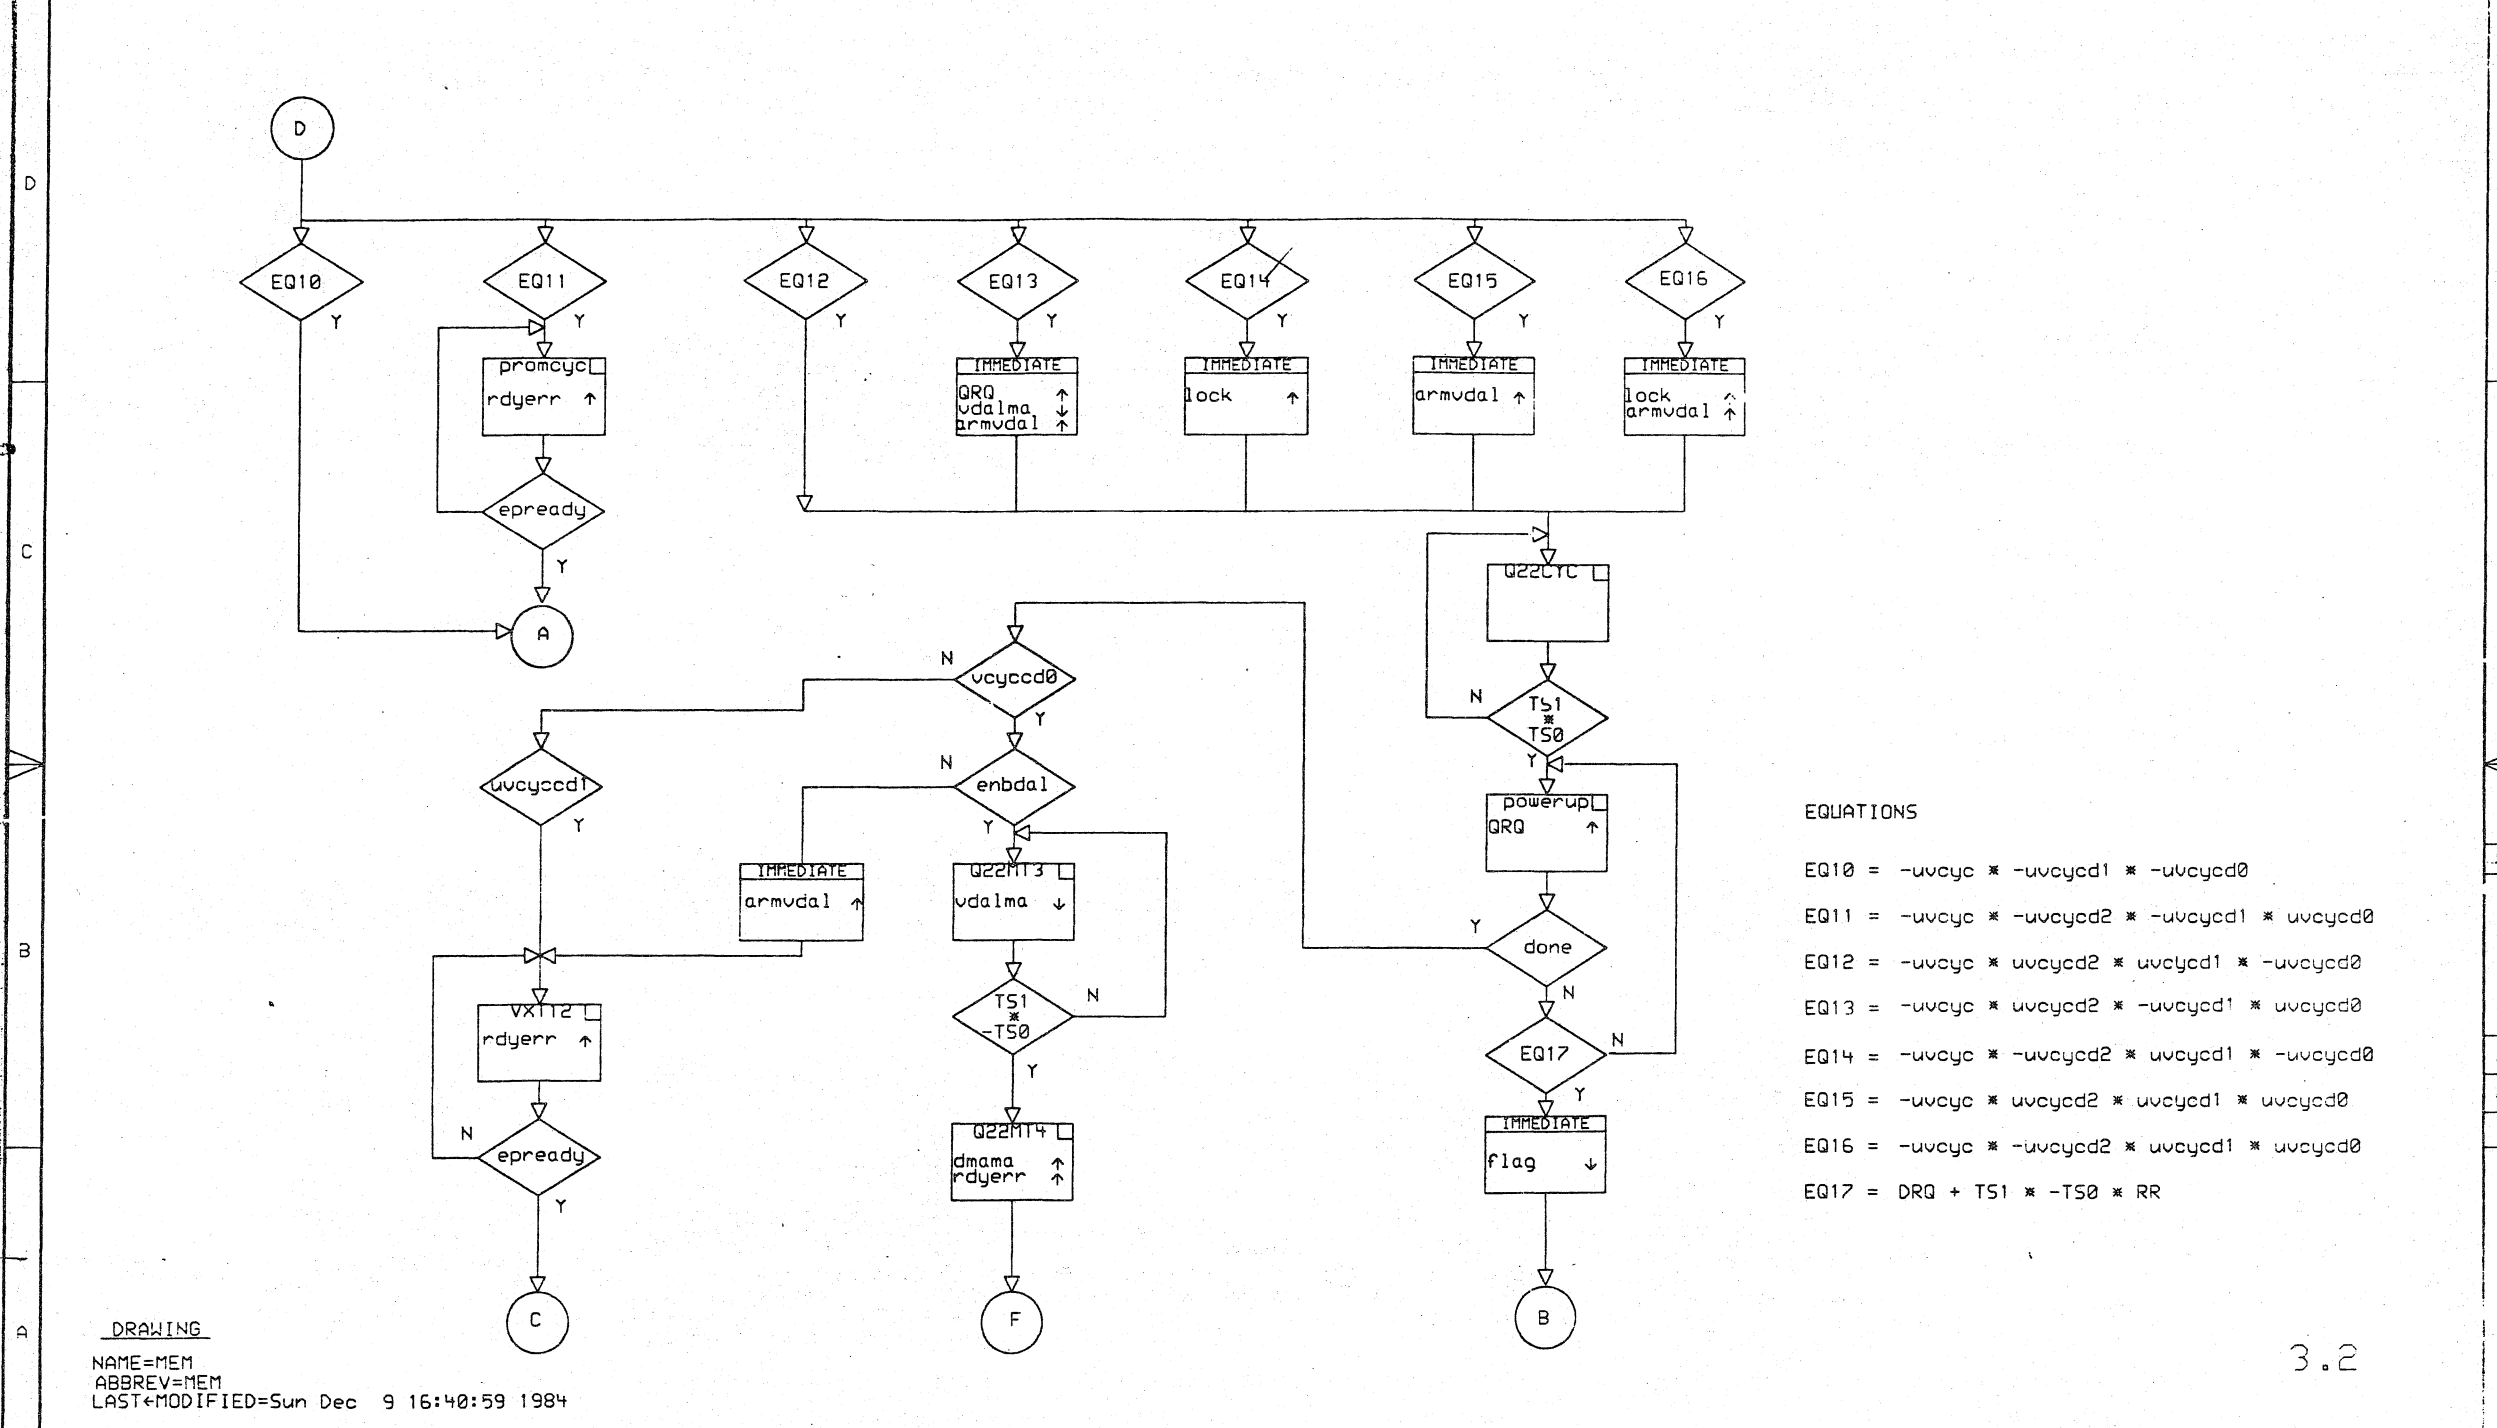 D
D
EQ10
EQ11
EQ12
EQ13
EQ14
EQ15
EQ16
Y
Y
Y
Y
Y
Y
Y
promcyc
rdyerr ↑
IMMEDIATE
QRQ ↑
vdalma ↓
armvdal ↑
IMMEDIATE
lock ↑
IMMEDIATE
armvdal ↑
IMMEDIATE
lock ↑
armvdal ↑
epready
Y
A
C
Q22CYC
TS1
*
TS0
N
Y
vcyccd0
N
Y
uvcyccd1
Y
enbdal
N
Y
powerup
QRQ ↑
IMMEDIATE
armvdal ↑
Q22MT3
vdalma ↓
done
Y
N
B
VXT12
rdyerr ↑
TS1
*
-TS0
N
Y
EQ17
N
Y
epready
N
Y
Q22MT4
dmama ↑
rdyerr ↑
IMMEDIATE
flag ↓
C
F
B
A
EQUATIONS
EQ10 = -uvcyc * -uvcycd1 * -uvcycd0
EQ11 = -uvcyc * -uvcycd2 * -uvcycd1 * uvcycd0
EQ12 = -uvcyc * uvcycd2 * uvcycd1 * -uvcycd0
EQ13 = -uvcyc * uvcycd2 * -uvcycd1 * uvcycd0
EQ14 = -uvcyc * -uvcycd2 * uvcycd1 * -uvcycd0
EQ15 = -uvcyc * uvcycd2 * uvcycd1 * uvcycd0
EQ16 = -uvcyc * -uvcycd2 * uvcycd1 * uvcycd0
EQ17 = DRQ + TS1 * -TS0 * RR
DRAWING
NAME=MEM
ABBREV=MEM
LAST←MODIFIED=Sun Dec 9 16:40:59 1984
3.2